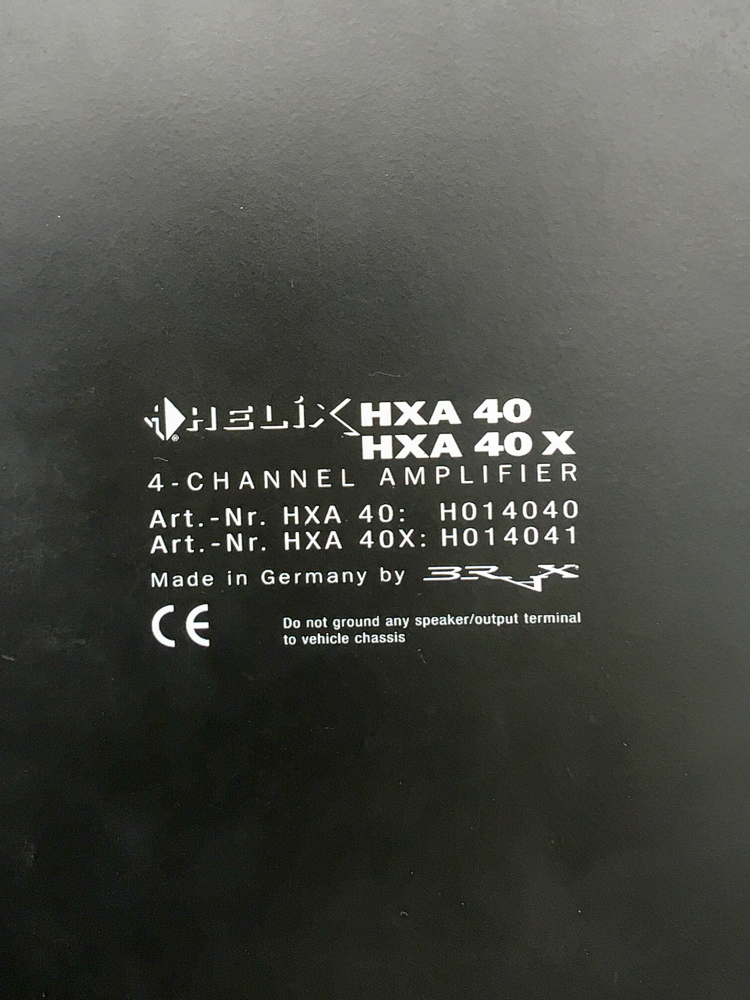 HELIX HXA 40
HXA 40 X
4-CHANNEL AMPLIFIER
Art.-Nr. HXA 40: H014040
Art.-Nr. HXA 40X: H014041
Made in Germany by BRAX
CE Do not ground any speaker/output terminal
to vehicle chassis